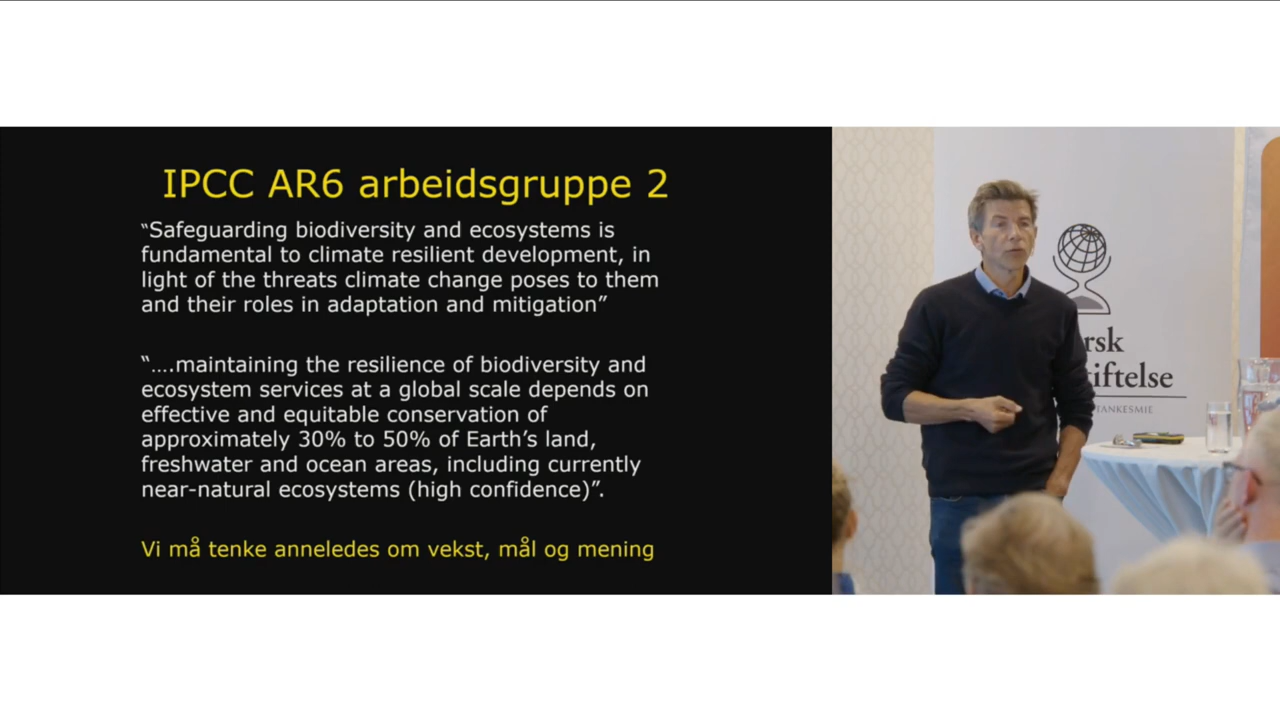 IPCC AR6 arbeidsgruppe 2
“Safeguarding biodiversity and ecosystems is
fundamental to climate resilient development, in
light of the threats climate change poses to them
and their roles in adaptation and mitigation”
“….maintaining the resilience of biodiversity and
ecosystem services at a global scale depends on
effective and equitable conservation of
approximately 30% to 50% of Earth’s land,
freshwater and ocean areas, including currently
near-natural ecosystems (high confidence)”.
Vi må tenke anneledes om vekst, mål og mening
rsk
tiftelse
TANKESMIE